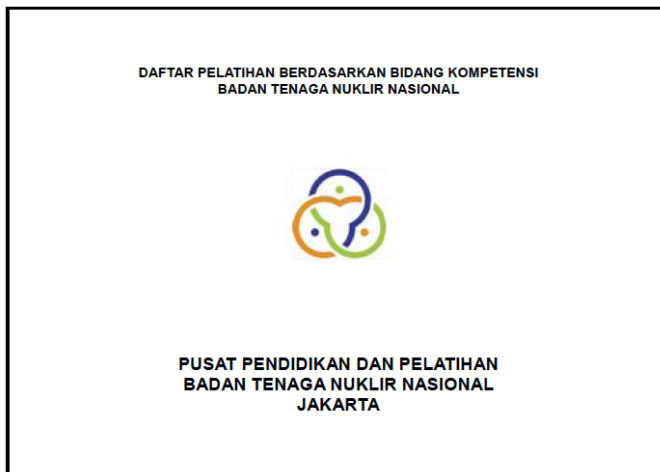 DAFTAR PELATIHAN BERDASARKAN BIDANG KOMPETENSI
BADAN TENAGA NUKLIR NASIONAL
PUSAT PENDIDIKAN DAN PELATIHAN
BADAN TENAGA NUKLIR NASIONAL
JAKARTA